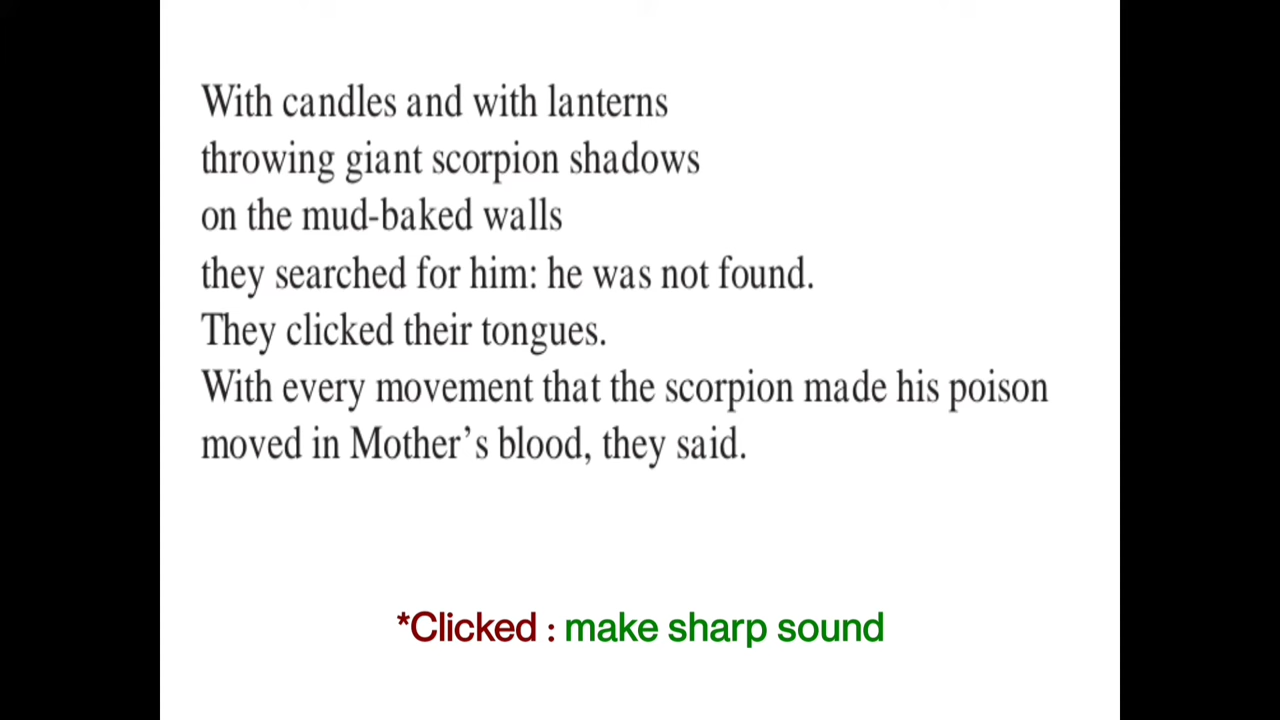 With candles and with lanterns
throwing giant scorpion shadows
on the mud-baked walls
they searched for him: he was not found.
They clicked their tongues.
With every movement that the scorpion made his poison
moved in Mother’s blood, they said.
*Clicked : make sharp sound